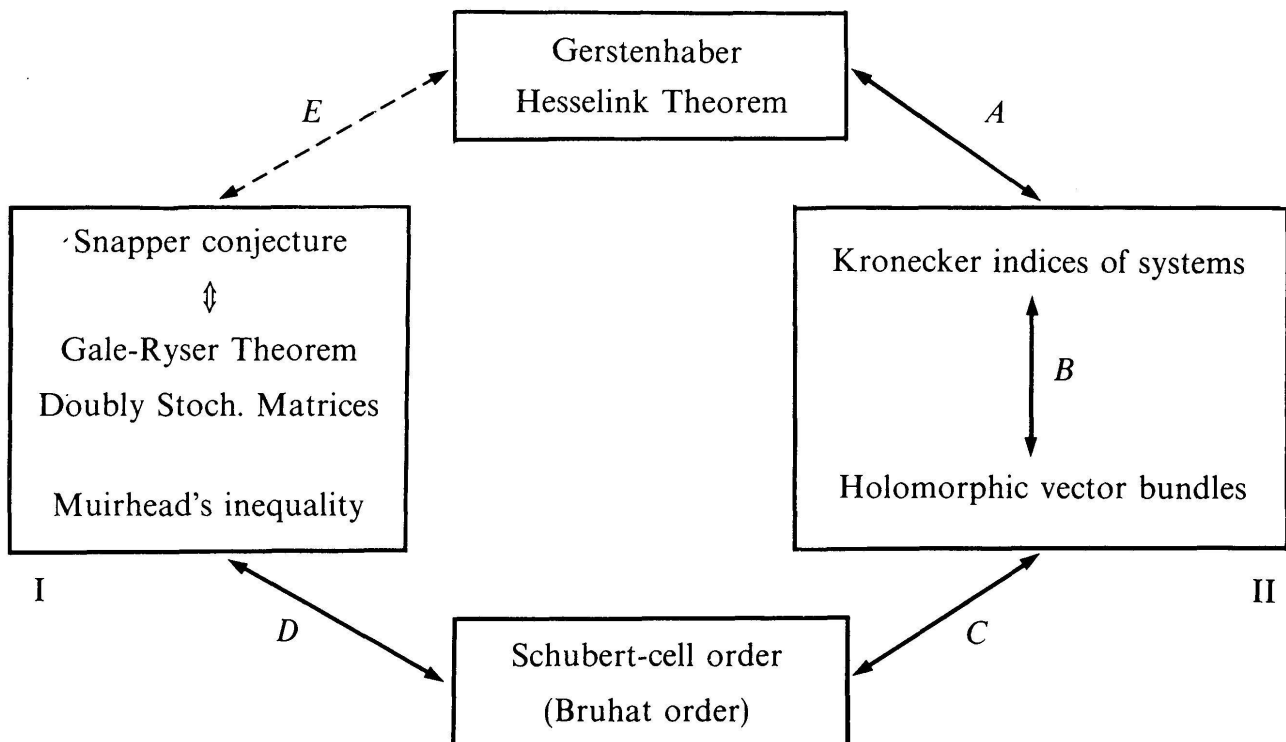 Gerstenhaber
Hesselink Theorem
E
A
Snapper conjecture
⇕
Gale-Ryser Theorem
Doubly Stoch. Matrices
Muirhead's inequality
I
Kronecker indices of systems
B
Holomorphic vector bundles
II
D
C
Schubert-cell order
(Bruhat order)